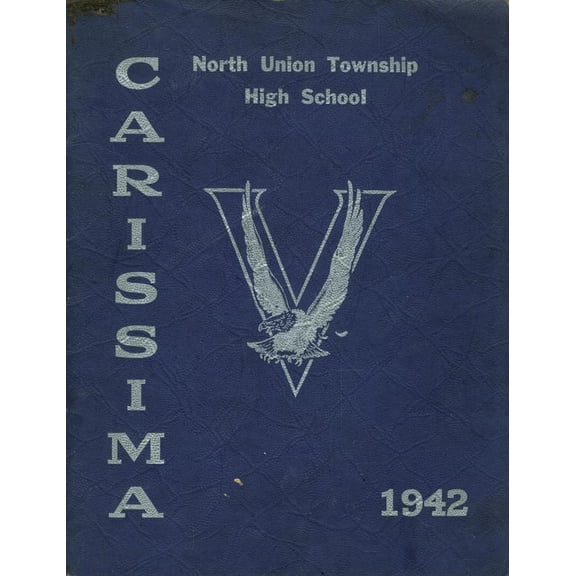 CARISSIMA
North Union Township
High School
V
1942